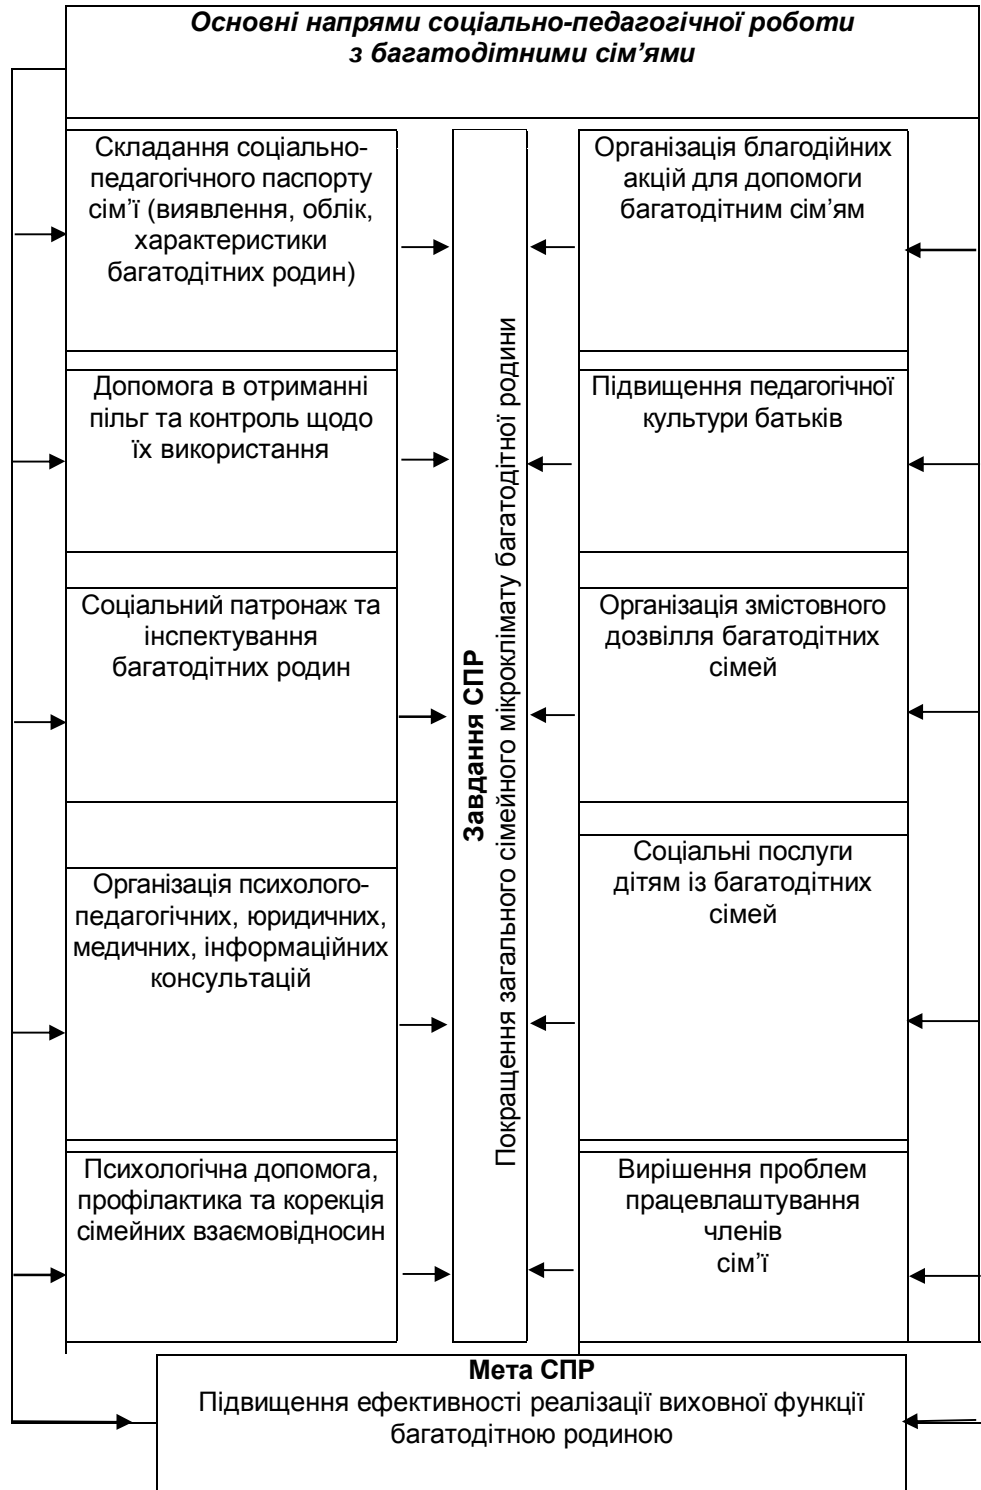 Основні напрями соціально-педагогічної роботи
з багатодітними сім’ями
Складання соціально-
педагогічного паспорту
сім’ї (виявлення, облік,
характеристики
багатодітних родин)
Організація благодійних
акцій для допомоги
багатодітним сім’ям
Допомога в отриманні
пільг та контроль щодо
їх використання
Підвищення педагогічної
культури батьків
Соціальний патронаж та
інспектування
багатодітних родин
Організація змістовного
дозвілля багатодітних
сімей
Завдання СПР
Покращення загального сімейного мікроклімату багатодітної родини
Організація психолого-
педагогічних, юридичних,
медичних, інформаційних
консультацій
Соціальні послуги
дітям із багатодітних
сімей
Психологічна допомога,
профілактика та корекція
сімейних взаємовідносин
Вирішення проблем
працевлаштування
членів
сім’ї
Мета СПР
Підвищення ефективності реалізації виховної функції
багатодітною родиною